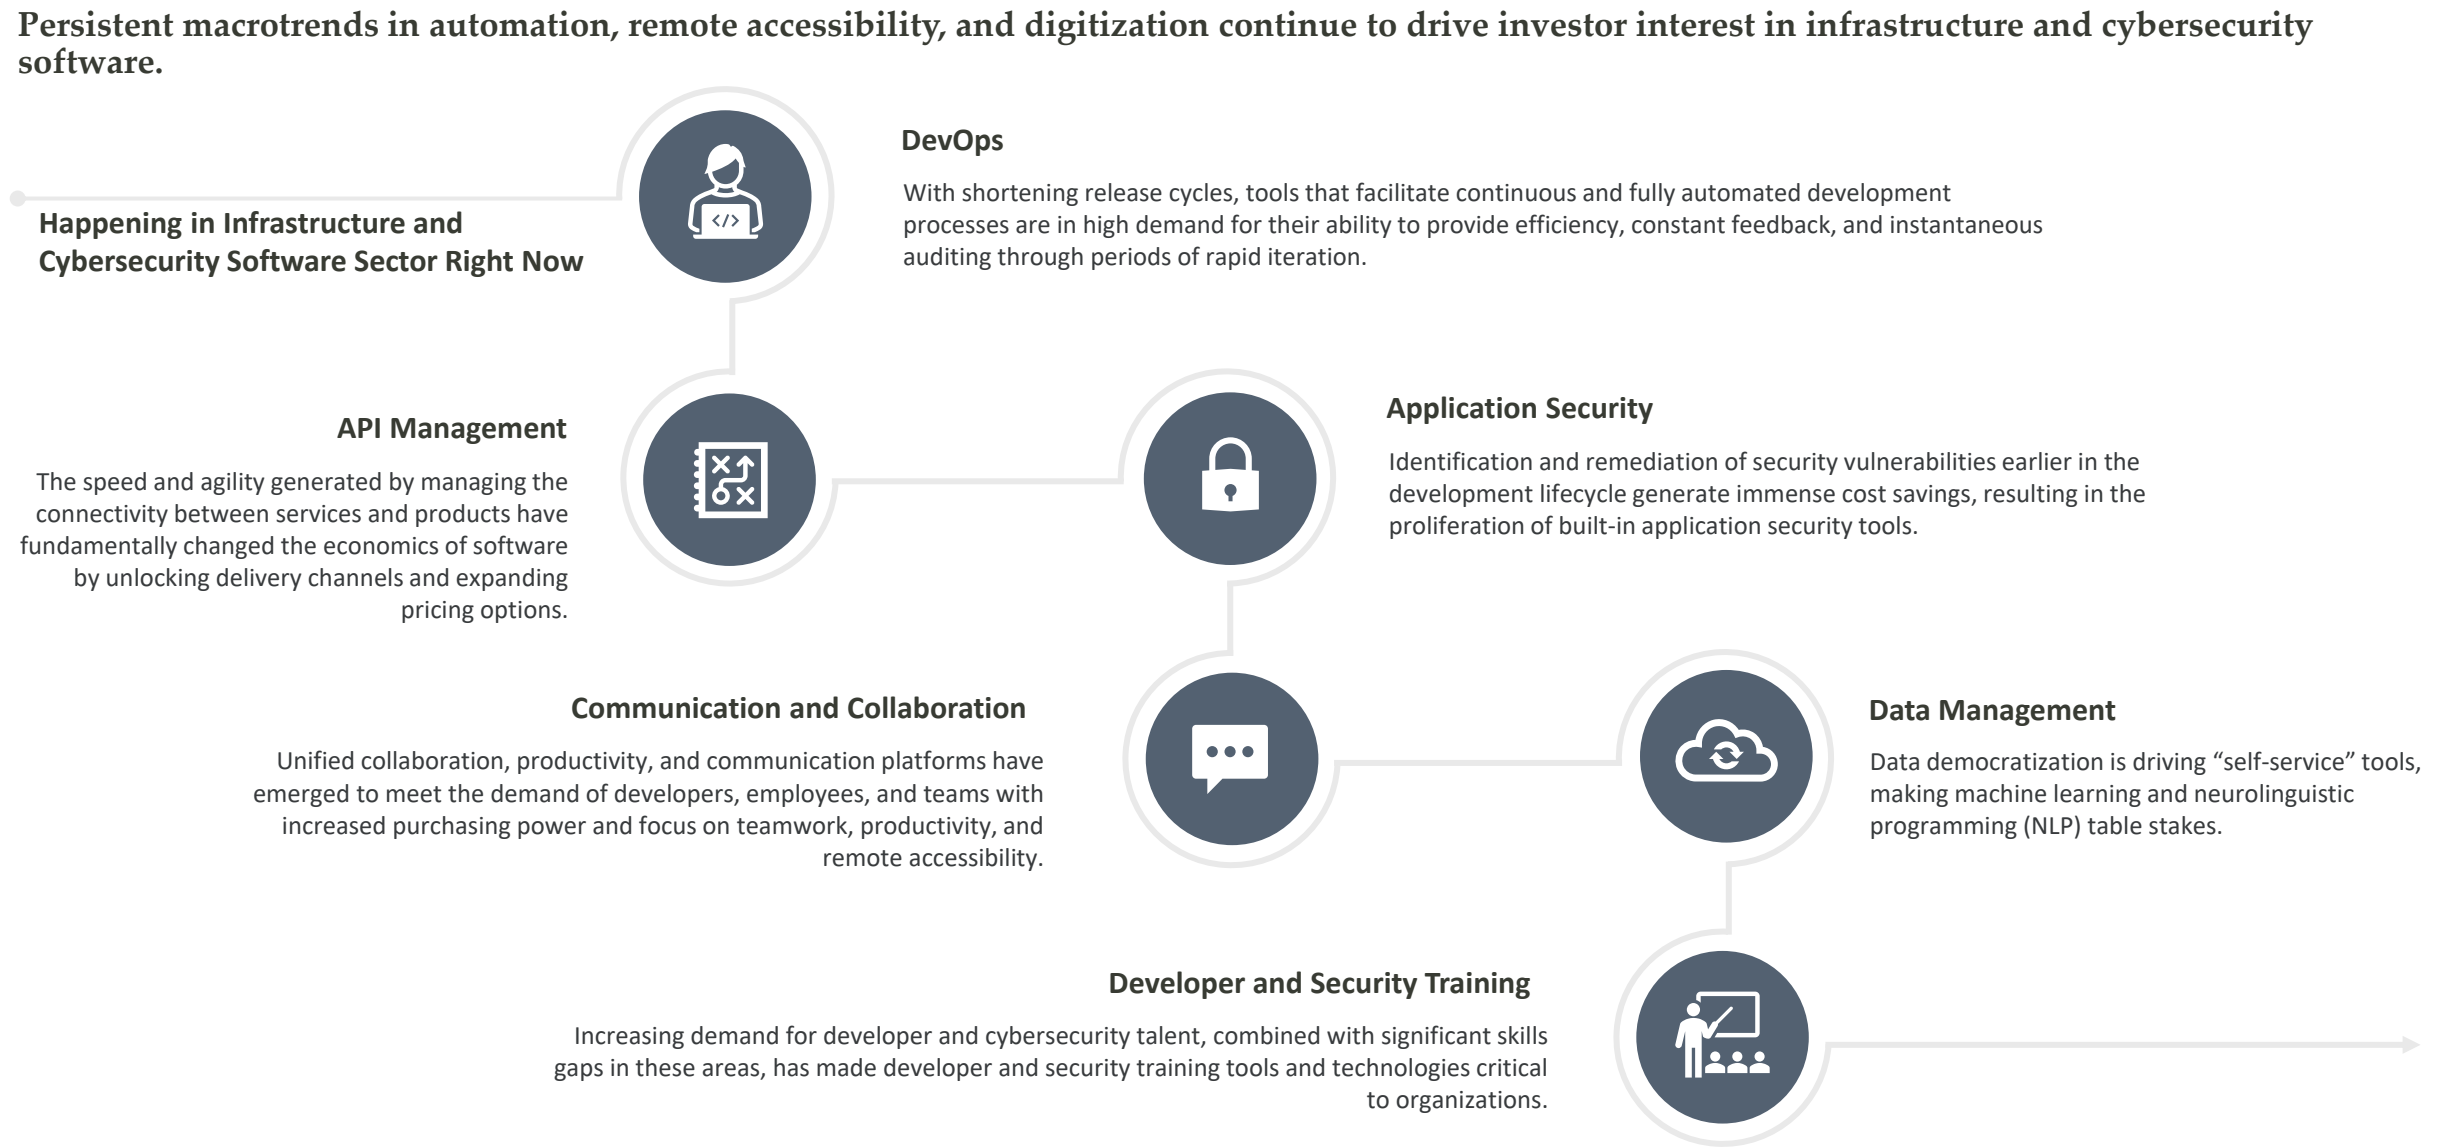 Persistent macrotrends in automation, remote accessibility, and digitization continue to drive investor interest in infrastructure and cybersecurity
software.
Happening in Infrastructure and
Cybersecurity Software Sector Right Now
</>
DevOps
With shortening release cycles, tools that facilitate continuous and fully automated development
processes are in high demand for their ability to provide efficiency, constant feedback, and instantaneous
auditing through periods of rapid iteration.
API Management
The speed and agility generated by managing the
connectivity between services and products have
fundamentally changed the economics of software
by unlocking delivery channels and expanding
pricing options.
Application Security
Identification and remediation of security vulnerabilities earlier in the
development lifecycle generate immense cost savings, resulting in the
proliferation of built-in application security tools.
Communication and Collaboration
Unified collaboration, productivity, and communication platforms have
emerged to meet the demand of developers, employees, and teams with
increased purchasing power and focus on teamwork, productivity, and
remote accessibility.
Data Management
Data democratization is driving “self-service” tools,
making machine learning and neurolinguistic
programming (NLP) table stakes.
Developer and Security Training
Increasing demand for developer and cybersecurity talent, combined with significant skills
gaps in these areas, has made developer and security training tools and technologies critical
to organizations.